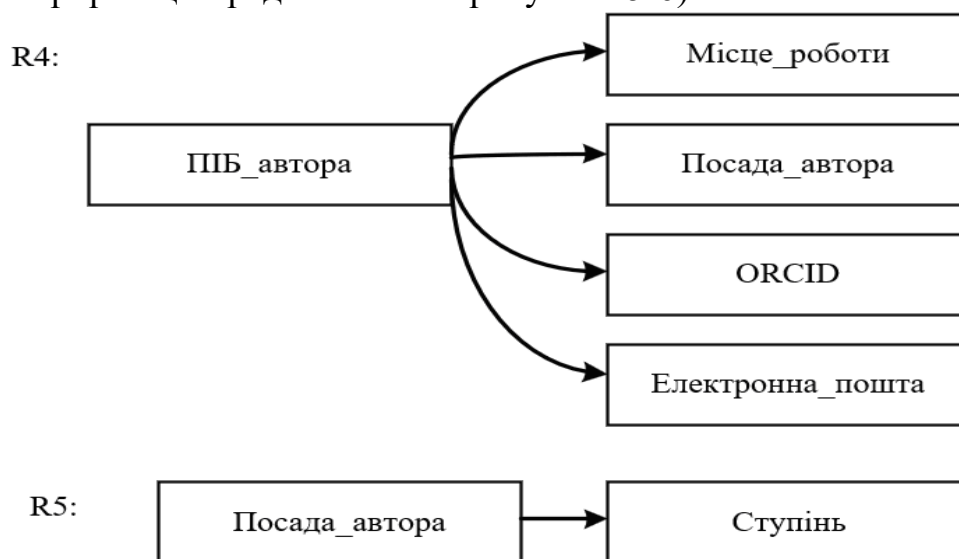 R4:
Місце_роботи
ПІБ_автора
Посада_автора
ORCID
Електронна_пошта
R5:
Посада_автора
Ступінь